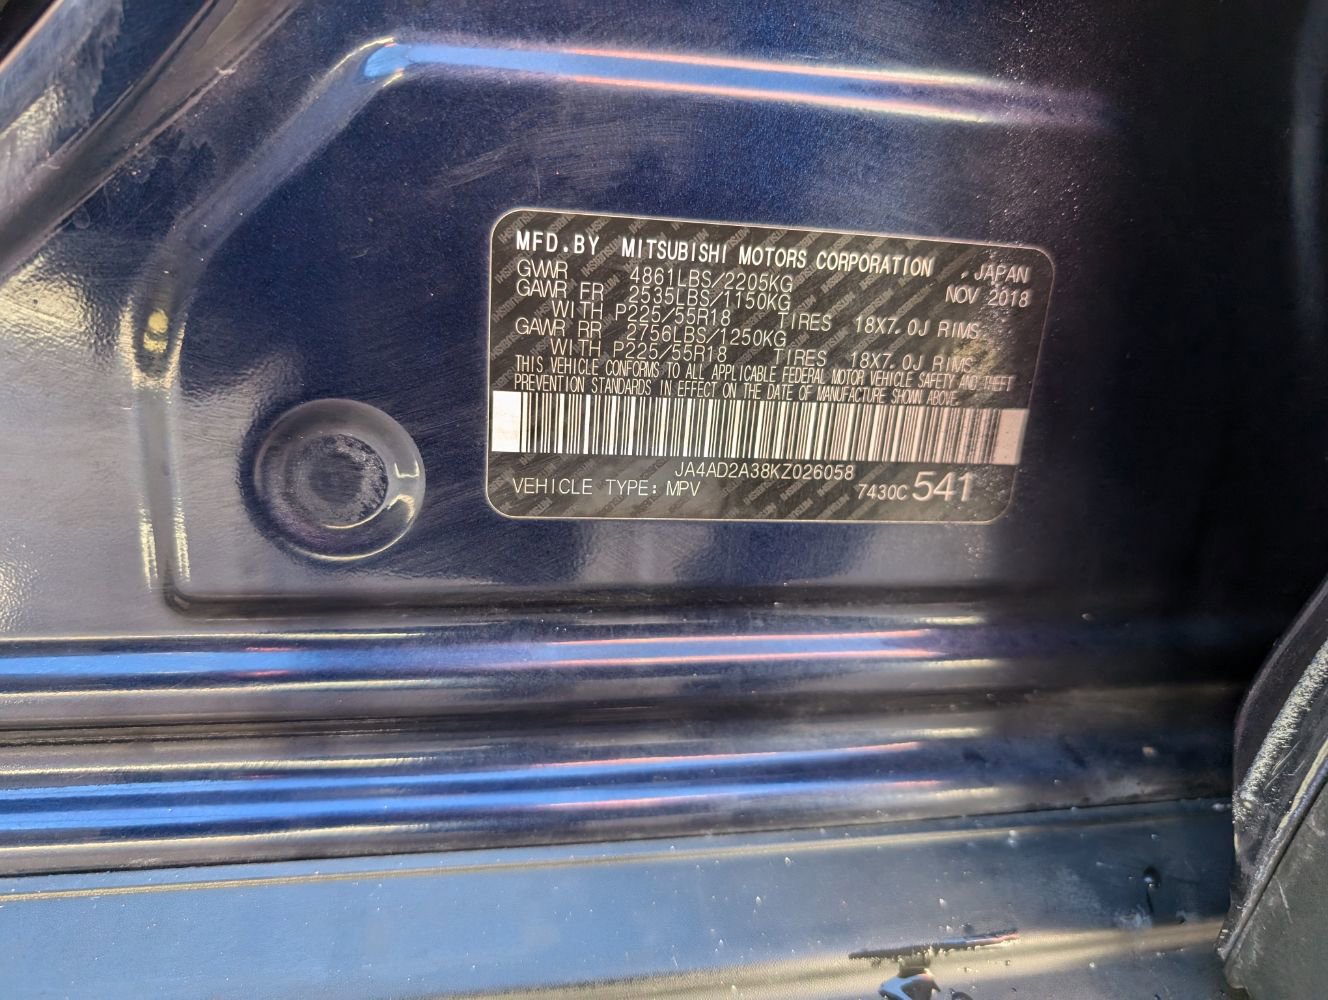 MFD.BY MITSUBISHI MOTORS CORPORATION , JAPAN
NOV 2018
GVWR 4861LBS/2205KG
GAWR FR 2535LBS/1150KG
WITH P225/55R18 TIRES 18X7.0J RIMS
GAWR RR 2756LBS/1250KG
WITH P225/55R18 TIRES 18X7.0J RIMS
THIS VEHICLE CONFORMS TO ALL APPLICABLE FEDERAL MOTOR VEHICLE SAFETY AND THEFT
PREVENTION STANDARDS IN EFFECT ON THE DATE OF MANUFACTURE SHOWN ABOVE.
JA4AD2A38KZ026058
VEHICLE TYPE: MPV 7430C 541